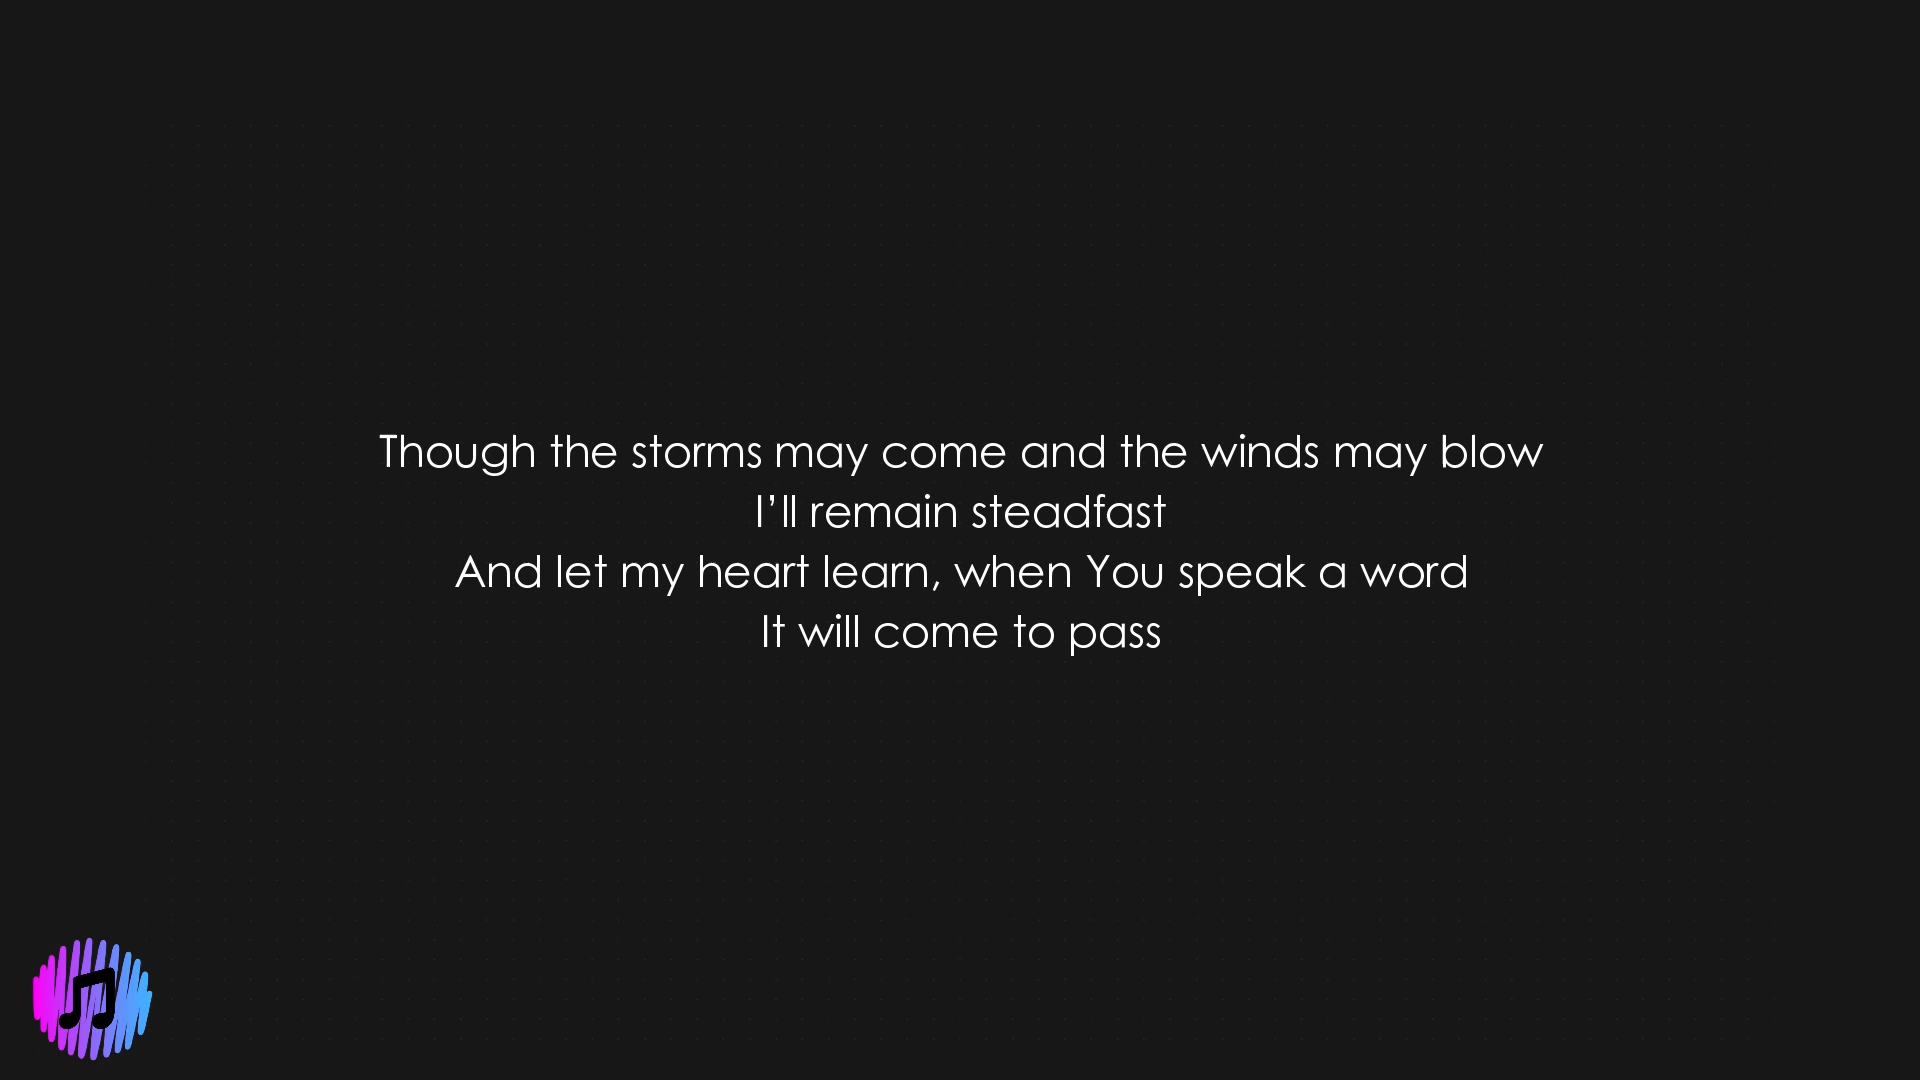 Though the storms may come and the winds may blow
I’ll remain steadfast
And let my heart learn, when You speak a word
It will come to pass